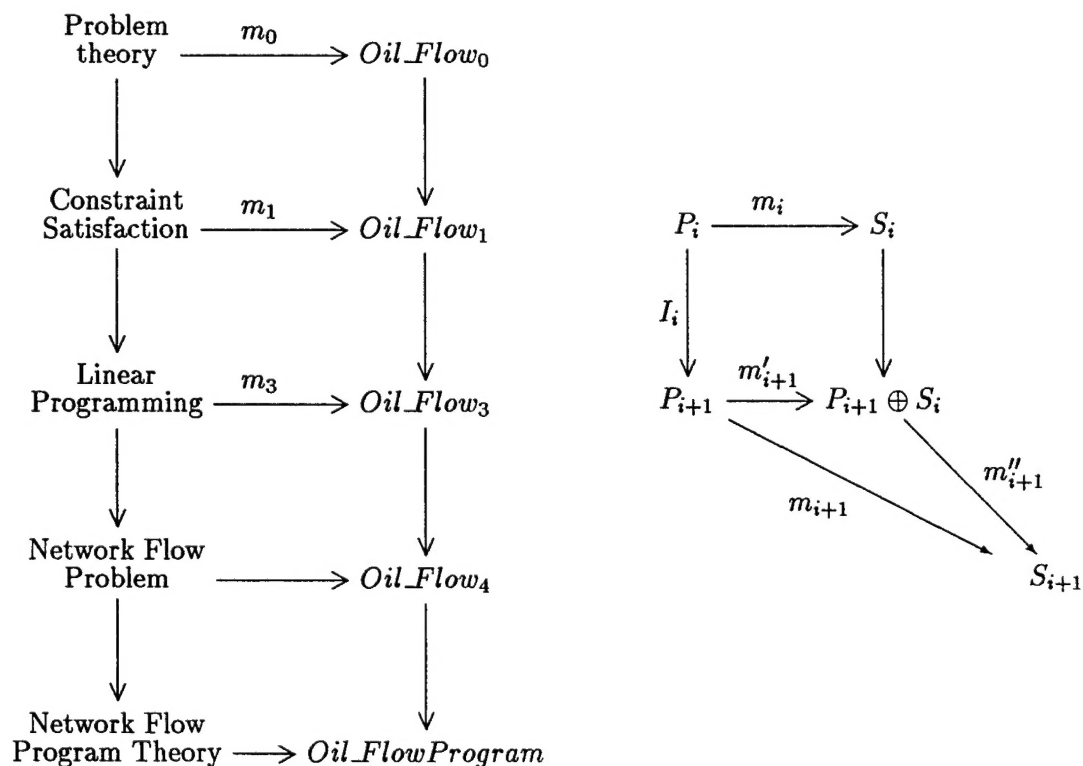 Problem
theory
m₀
Oil_Flow₀
Constraint
Satisfaction
m₁
Oil_Flow₁
Linear
Programming
m₃
Oil_Flow₃
Network Flow
Problem
Oil_Flow₄
Network Flow
Program Theory
Oil_FlowProgram
Pᵢ
mᵢ
Sᵢ
Iᵢ
Pᵢ₊₁
m′ᵢ₊₁
Pᵢ₊₁ ⊕ Sᵢ
mᵢ₊₁
m″ᵢ₊₁
Sᵢ₊₁